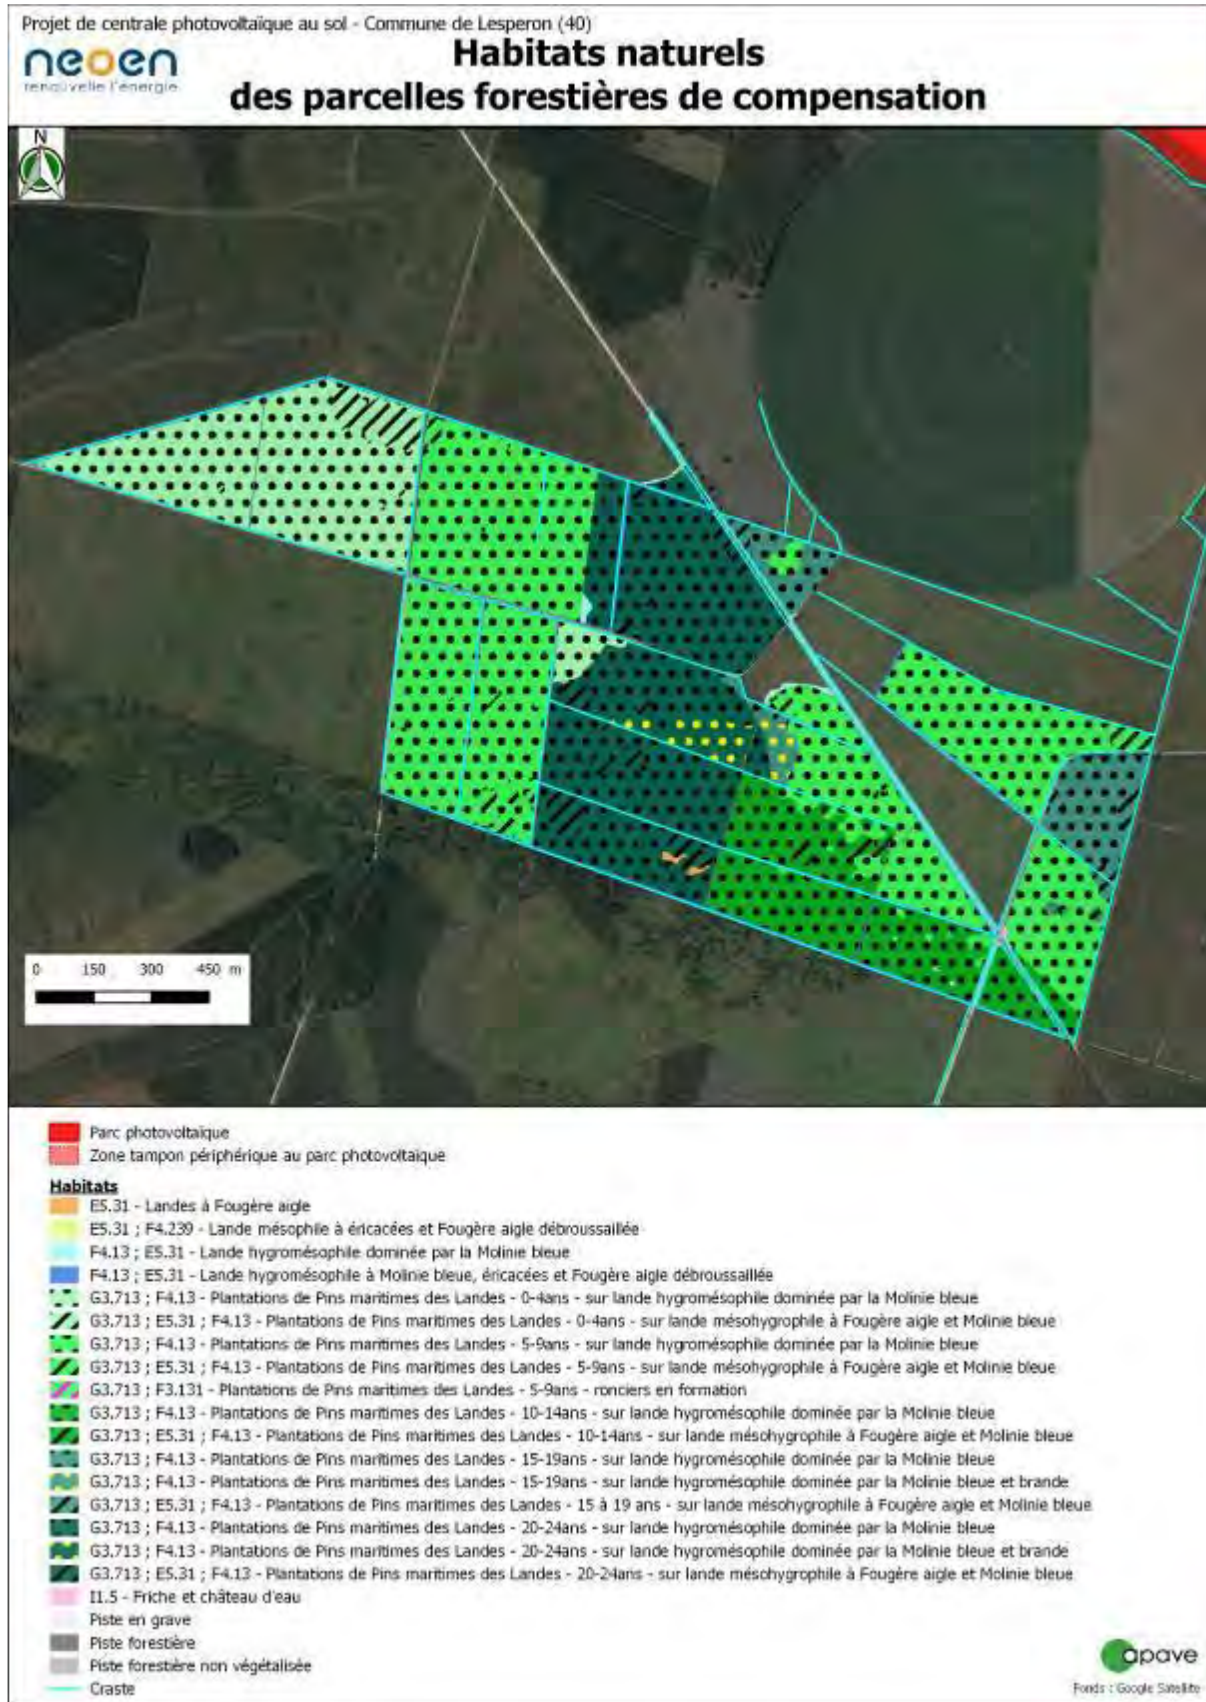 Projet de centrale photovoltaïque au sol - Commune de Lesperon (40)
neoen
renouvelle l'énergie
Habitats naturels
des parcelles forestières de compensation
N
0 150 300 450 m
Parc photovoltaïque
Zone tampon périphérique au parc photovoltaïque
Habitats
E5.31 - Landes à Fougère aigle
E5.31 ; F4.239 - Lande mésophile à éricacées et Fougère aigle débroussaillée
F4.13 ; E5.31 - Lande hygromésophile dominée par la Molinie bleue
F4.13 ; E5.31 - Lande hygromésophile à Molinie bleue, éricacées et Fougère aigle débroussaillée
G3.713 ; F4.13 - Plantations de Pins maritimes des Landes - 0-4ans - sur lande hygromésophile dominée par la Molinie bleue
G3.713 ; E5.31 ; F4.13 - Plantations de Pins maritimes des Landes - 0-4ans - sur lande mésohygrophile à Fougère aigle et Molinie bleue
G3.713 ; F4.13 - Plantations de Pins maritimes des Landes - 5-9ans - sur lande hygromésophile dominée par la Molinie bleue
G3.713 ; E5.31 ; F4.13 - Plantations de Pins maritimes des Landes - 5-9ans - sur lande mésohygrophile à Fougère aigle et Molinie bleue
G3.713 ; F3.131 - Plantations de Pins maritimes des Landes - 5-9ans - ronciers en formation
G3.713 ; F4.13 - Plantations de Pins maritimes des Landes - 10-14ans - sur lande hygromésophile dominée par la Molinie bleue
G3.713 ; E5.31 ; F4.13 - Plantations de Pins maritimes des Landes - 10-14ans - sur lande mésohygrophile à Fougère aigle et Molinie bleue
G3.713 ; F4.13 - Plantations de Pins maritimes des Landes - 15-19ans - sur lande hygromésophile dominée par la Molinie bleue
G3.713 ; F4.13 - Plantations de Pins maritimes des Landes - 15-19ans - sur lande hygromésophile dominée par la Molinie bleue et brande
G3.713 ; E5.31 ; F4.13 - Plantations de Pins maritimes des Landes - 15 à 19 ans - sur lande mésohygrophile à Fougère aigle et Molinie bleue
G3.713 ; F4.13 - Plantations de Pins maritimes des Landes - 20-24ans - sur lande hygromésophile dominée par la Molinie bleue
G3.713 ; F4.13 - Plantations de Pins maritimes des Landes - 20-24ans - sur lande hygromésophile dominée par la Molinie bleue et brande
G3.713 ; E5.31 ; F4.13 - Plantations de Pins maritimes des Landes - 20-24ans - sur lande mésohygrophile à Fougère aigle et Molinie bleue
I1.5 - Friche et château d'eau
Piste en grave
Piste forestière
Piste forestière non végétalisée
Craste
apave
Fonds : Google Satellite